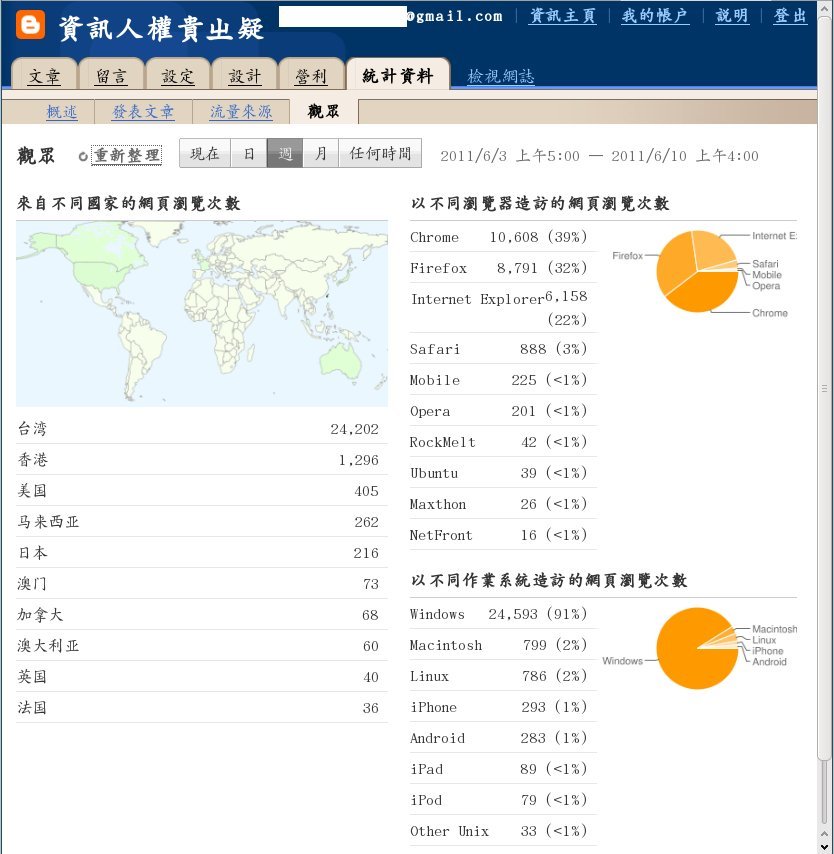 資訊人權貴出疑
@gmail.com | 資訊主頁 | 我的帳户 | 說明 | 登出
文章 留言 設定 設計 營利 統計資料 檢視網誌
概述 發表文章 流量來源 觀眾
觀眾 重新整理 現在 日 週 月 任何時間 2011/6/3 上午5:00 — 2011/6/10 上午4:00
來自不同國家的網頁瀏覽次數
台湾 24,202
香港 1,296
美国 405
马来西亚 262
日本 216
澳门 73
加拿大 68
澳大利亚 60
英国 40
法国 36
以不同瀏覽器造訪的網頁瀏覽次數
Chrome 10,608 (39%)
Firefox 8,791 (32%)
Internet Explorer 6,158
(22%)
Safari 888 (3%)
Mobile 225 (<1%)
Opera 201 (<1%)
RockMelt 42 (<1%)
Ubuntu 39 (<1%)
Maxthon 26 (<1%)
NetFront 16 (<1%)
Internet E
Firefox
Safari
Mobile
Opera
Chrome
以不同作業系統造訪的網頁瀏覽次數
Windows 24,593 (91%)
Macintosh 799 (2%)
Linux 786 (2%)
iPhone 293 (1%)
Android 283 (1%)
iPad 89 (<1%)
iPod 79 (<1%)
Other Unix 33 (<1%)
Macintosh
Linux
iPhone
Android
Windows